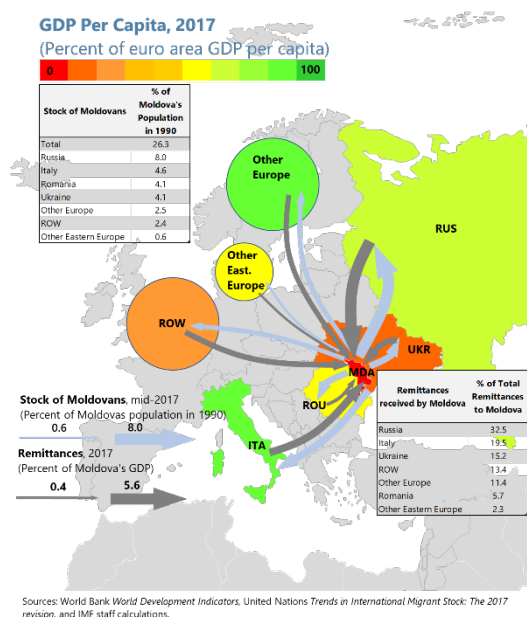 GDP Per Capita, 2017
(Percent of euro area GDP per capita)
0 100
Stock of Moldovans % of Moldova's Population in 1990
Total 26.3
Russia 8.0
Italy 4.6
Romania 4.1
Ukraine 4.1
Other Europe 2.5
ROW 2.4
Other Eastern Europe 0.6
Other
Europe
RUS
Other
East.
Europe
ROW
UKR
MDA
ROU
ITA
Stock of Moldovans, mid-2017
(Percent of Moldovas population in 1990)
0.6 8.0
Remittances, 2017
(Percent of Moldova's GDP)
0.4 5.6
Remittances received by Moldova % of Total Remittances to Moldova
Russia 32.5
Italy 19.5
Ukraine 15.2
ROW 13.4
Other Europe 11.4
Romania 5.7
Other Eastern Europe 2.3
Sources: World Bank World Development Indicators, United Nations Trends in International Migrant Stock: The 2017
revision, and IMF staff calculations.